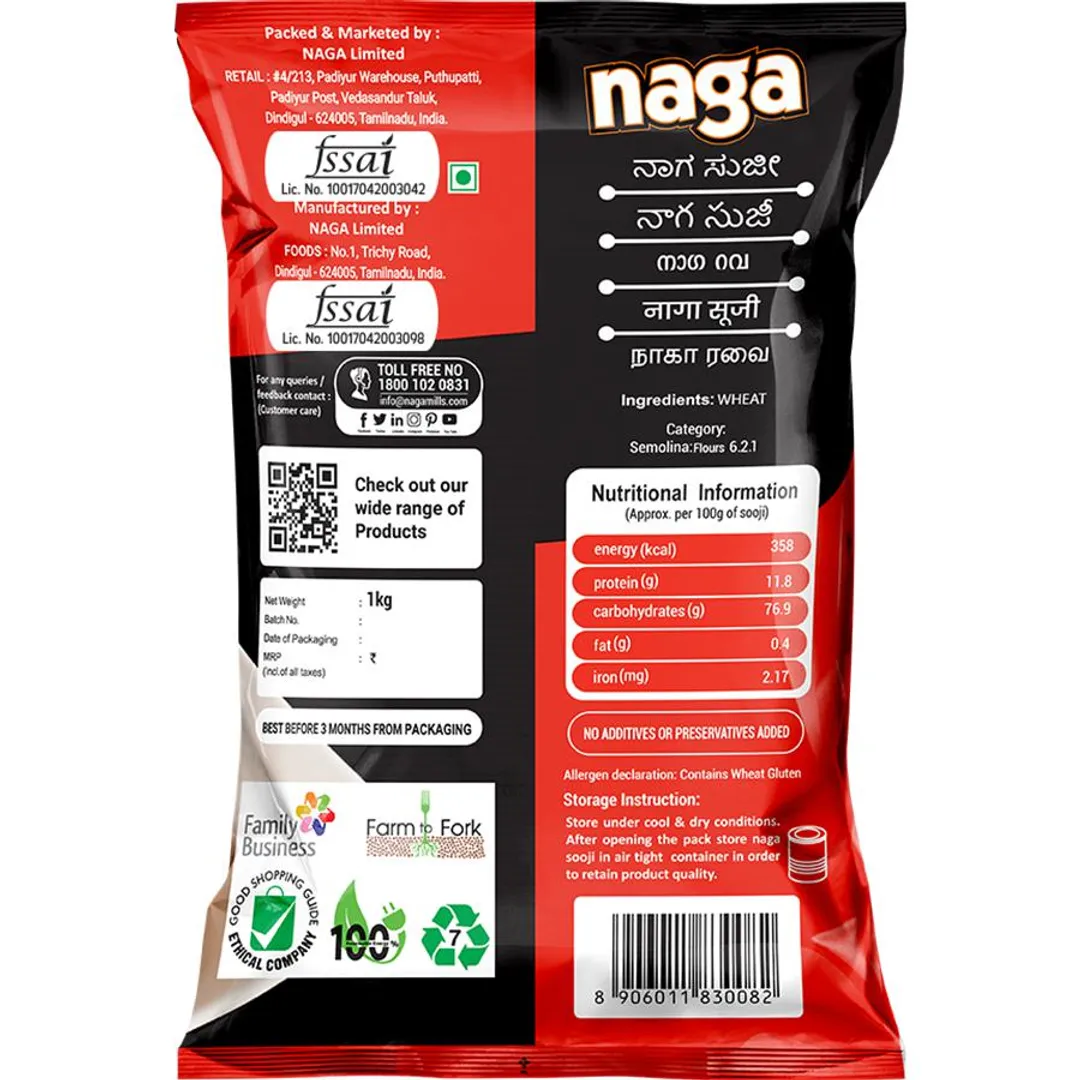 Packed & Marketed by :
NAGA Limited
RETAIL : #4/213, Padiyur Warehouse, Puthupatti,
Padiyur Post, Vedasandur Taluk,
Dindigul - 624005, Tamilnadu, India.
fssai
Lic. No. 10017042003042
Manufactured by :
NAGA Limited
FOODS : No.1, Trichy Road,
Dindigul - 624005, Tamilnadu, India.
fssai
Lic. No. 10017042003098
For any queries /
feedback contact :
(Customer care)
TOLL FREE NO
1800 102 0831
info@nagamills.com
Check out our
wide range of
Products
Net Weight : 1kg
Batch No. :
Date of Packaging :
MRP : ₹
(incl.of all taxes)
BEST BEFORE 3 MONTHS FROM PACKAGING
Family
Business
Farm to Fork
GOOD SHOPPING GUIDE
ETHICAL COMPANY
100%
7
naga
ನಾಗ ಸುಜೀ
ನಾಗ ಸುಜೀ
നാഗ റവ
नागा सूजी
நாகா ரவை
Ingredients: WHEAT
Category:
Semolina:Flours 6.2.1
Nutritional Information
(Approx. per 100g of sooji)
energy (kcal) 358
protein (g) 11.8
carbohydrates (g) 76.9
fat (g) 0.4
iron (mg) 2.17
NO ADDITIVES OR PRESERVATIVES ADDED
Allergen declaration: Contains Wheat Gluten
Storage Instruction:
Store under cool & dry conditions.
After opening the pack store naga
sooji in air tight container in order
to retain product quality.
8 906011 830082